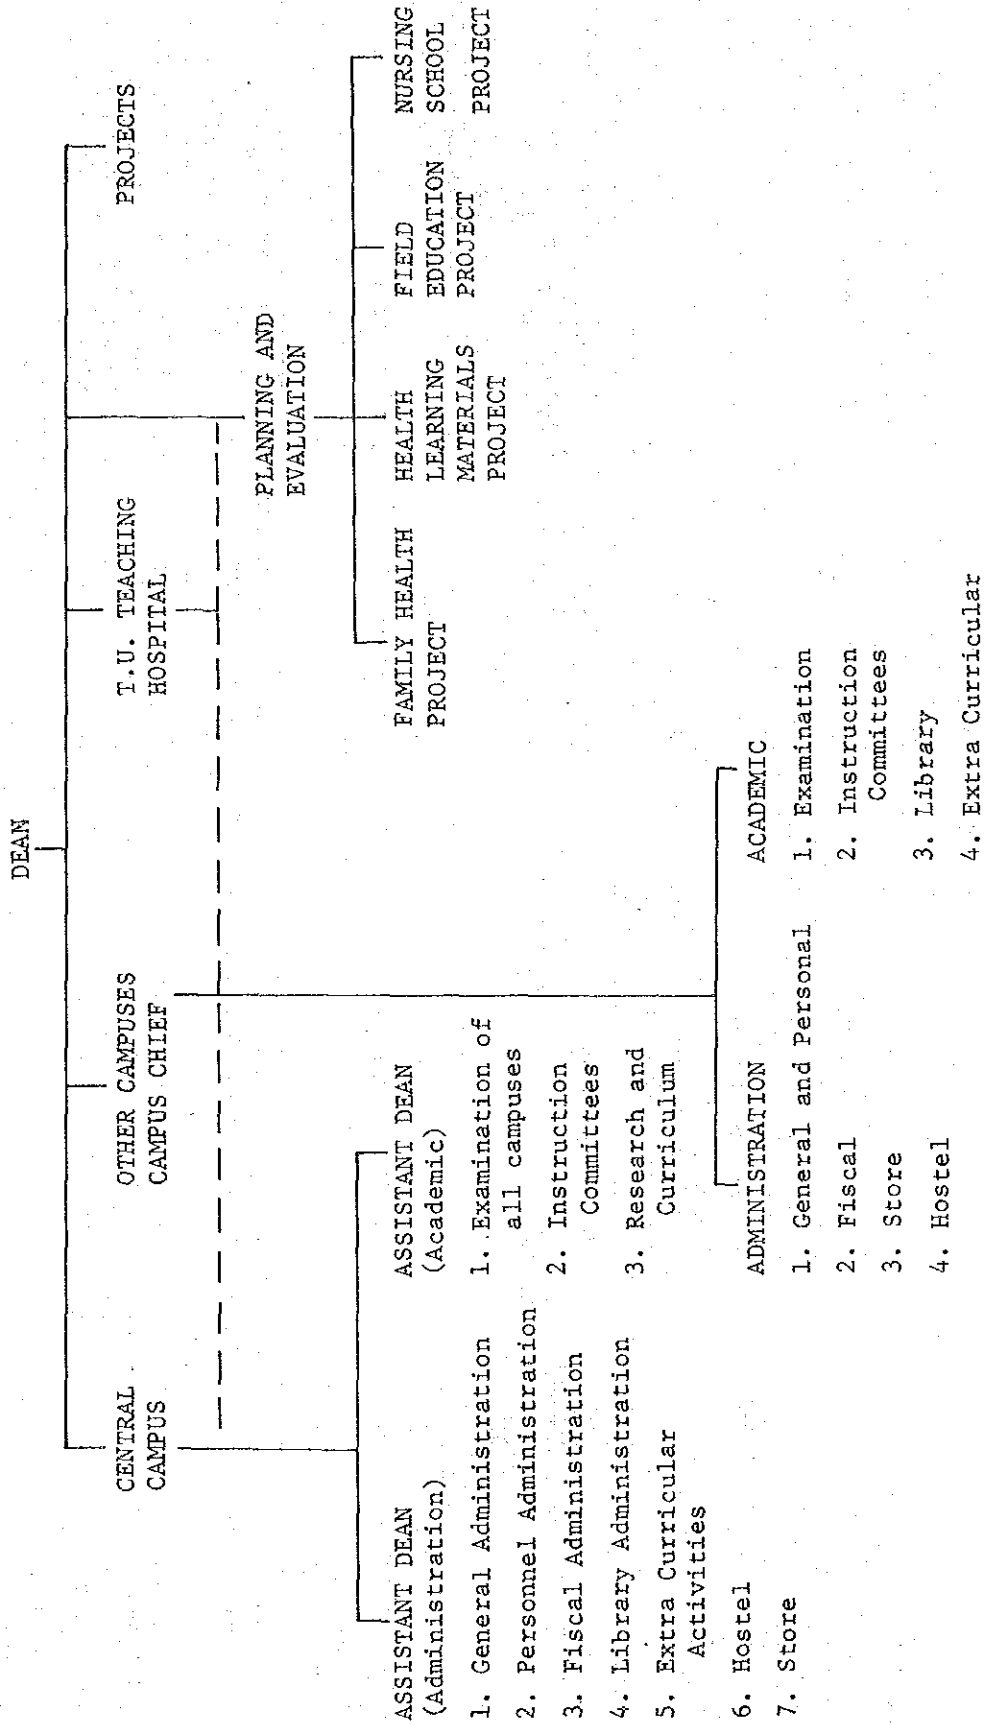 DEAN
CENTRAL
CAMPUS
OTHER CAMPUSES
CAMPUS CHIEF
T.U. TEACHING
HOSPITAL
PROJECTS
PLANNING AND
EVALUATION
ASSISTANT DEAN
(Administration)
1. General Administration
2. Personnel Administration
3. Fiscal Administration
4. Library Administration
5. Extra Curricular
Activities
6. Hostel
7. Store
ASSISTANT DEAN
(Academic)
1. Examination of
all campuses
2. Instruction
Committees
3. Research and
Curriculum
FAMILY HEALTH
PROJECT
HEALTH
LEARNING
MATERIALS
PROJECT
FIELD
EDUCATION
PROJECT
NURSING
SCHOOL
PROJECT
ADMINISTRATION
1. General and Personal
2. Fiscal
3. Store
4. Hostel
ACADEMIC
1. Examination
2. Instruction
Committees
3. Library
4. Extra Curricular